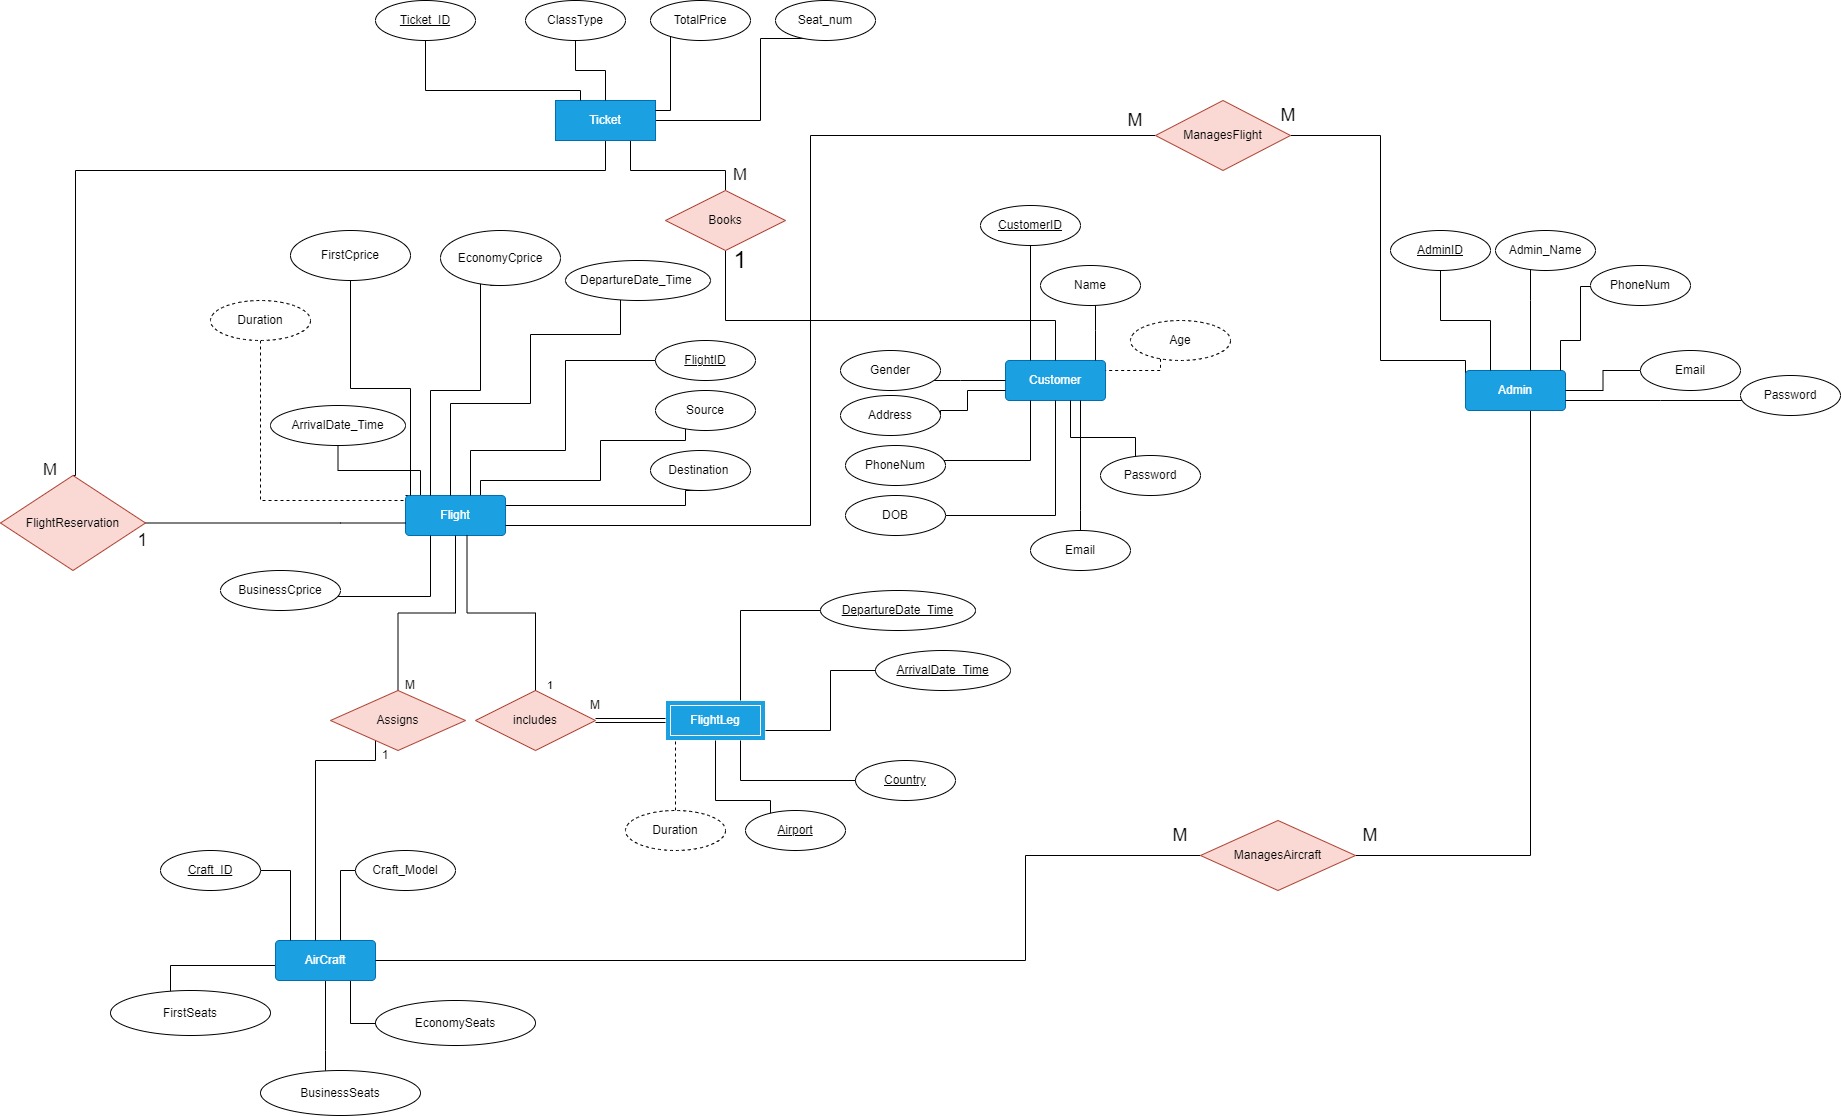 Ticket_ID
ClassType
TotalPrice
Seat_num
Ticket
M
ManagesFlight
M
M
Books
1
CustomerID
Name
Age
Gender
Customer
Address
PhoneNum
Password
DOB
Email
AdminID
Admin_Name
PhoneNum
Email
Admin
Password
FirstCprice
EconomyCprice
DepartureDate_Time
Duration
FlightID
Source
ArrivalDate_Time
Destination
M
Flight
FlightReservation
1
BusinessCprice
DepartureDate_Time
ArrivalDate_Time
M
1
M
Assigns
includes
FlightLeg
1
Country
Duration
Airport
M
ManagesAircraft
M
Craft_ID
Craft_Model
AirCraft
FirstSeats
EconomySeats
BusinessSeats